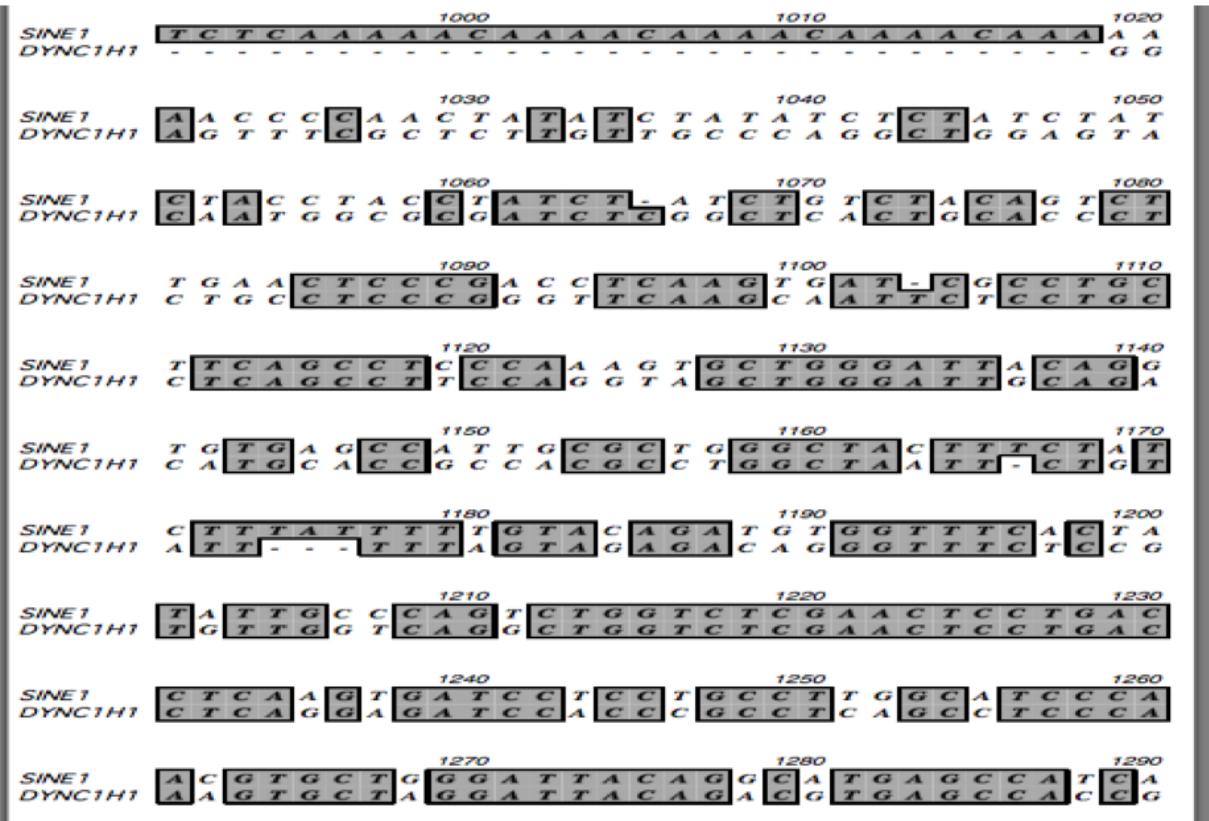 1000 1010 1020
SINE1 T C T C A A A A A C A A A A C A A A A C A A A A C A A A A A
DYNC1H1 - - - - - - - - - - - - - - - - - - - - - - - - - - - - G G
1030 1040 1050
SINE1 A A C C C C A A C T A T A T C T A T A T C T C T A T C T A T
DYNC1H1 A G T T T C G C T C T T G T T G C C C A G G C T G G A G T A
1060 1070 1080
SINE1 C T A C C T A C C T A T C T - A T C T G T C T A C A G T C T
DYNC1H1 C A A T G G C G C G A T C T C G G C T C A C T G C A C C C T
1090 1100 1110
SINE1 T G A A C T C C C G A C C T C A A G T G A T - C G C C T G C
DYNC1H1 C T G C C T C C C G G G T T C A A G C A A T T C T C C T G C
1120 1130 1140
SINE1 T T C A G C C T C C C A A A G T G C T G G G A T T A C A G G
DYNC1H1 C T C A G C C T T C C A G G T A G C T G G G A T T G C A G A
1150 1160 1170
SINE1 T G T G A G C C A T T G C G C T G G G C T A C T T T C T A T
DYNC1H1 C A T G C A C C G C C A C G C C T G G C T A A T T - C T G T
1180 1190 1200
SINE1 C T T T A T T T T T G T A C A G A T G T G G T T T C A C T A
DYNC1H1 A T T - - - T T T A G T A G A G A C A G G G T T T C T C C G
1210 1220 1230
SINE1 T A T T G C C C A G T C T G G T C T C G A A C T C C T G A C
DYNC1H1 T G T T G G T C A G G C T G G T C T C G A A C T C C T G A C
1240 1250 1260
SINE1 C T C A A G T G A T C C T C C T G C C T T G G C A T C C C A
DYNC1H1 C T C A G G A G A T C C A C C C G C C T C A G C C T C C C A
1270 1280 1290
SINE1 A C G T G C T G G G A T T A C A G G C A T G A G C C A T C A
DYNC1H1 A A G T G C T A G G A T T A C A G A C G T G A G C C A C C G